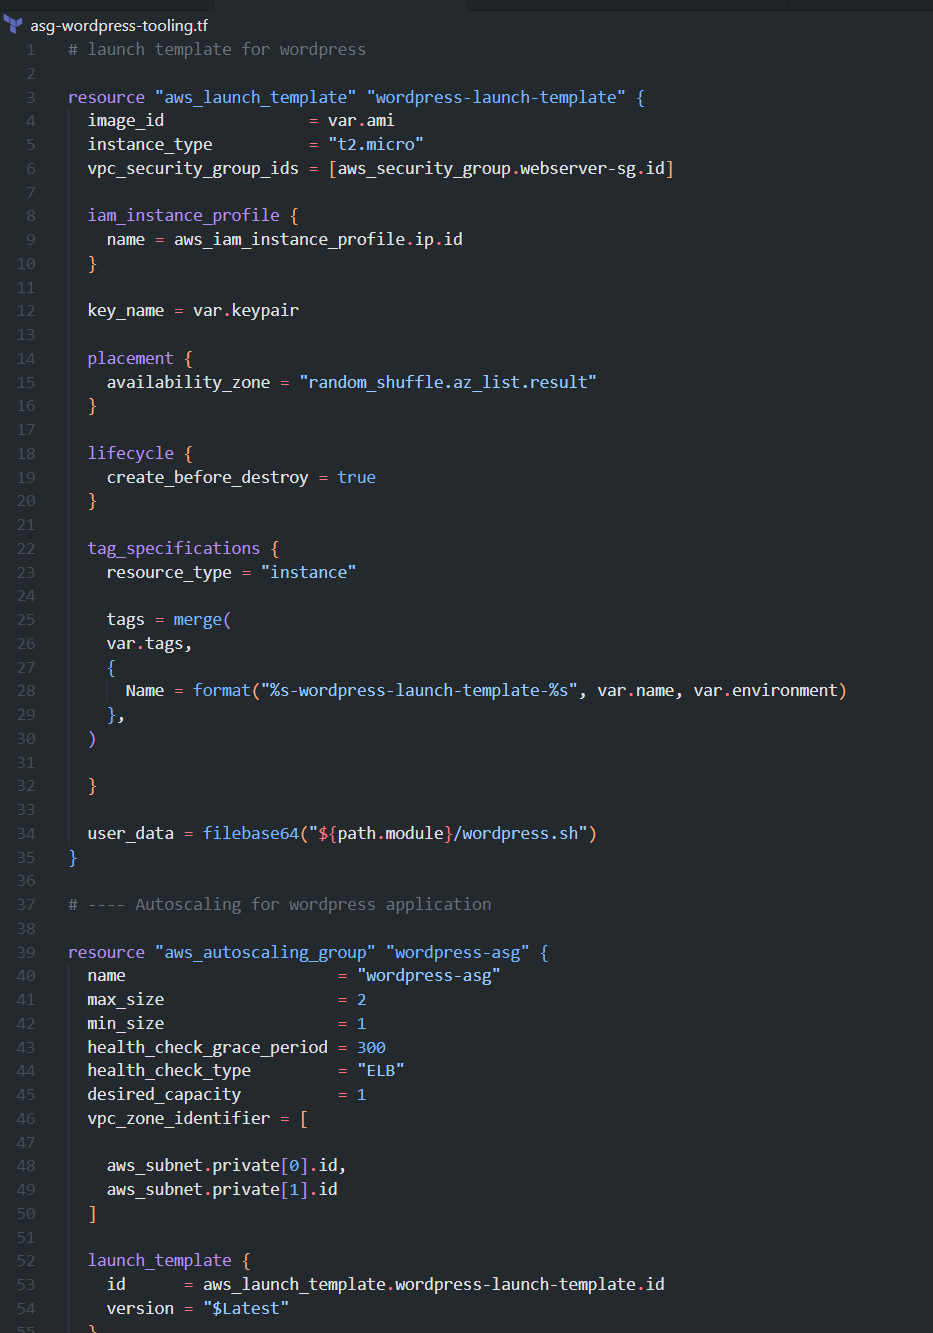 asg-wordpress-tooling.tf
1 # launch template for wordpress
2
3 resource "aws_launch_template" "wordpress-launch-template" {
4   image_id               = var.ami
5   instance_type          = "t2.micro"
6   vpc_security_group_ids = [aws_security_group.webserver-sg.id]
7
8   iam_instance_profile {
9     name = aws_iam_instance_profile.ip.id
10   }
11
12   key_name = var.keypair
13
14   placement {
15     availability_zone = "random_shuffle.az_list.result"
16   }
17
18   lifecycle {
19     create_before_destroy = true
20   }
21
22   tag_specifications {
23     resource_type = "instance"
24
25     tags = merge(
26     var.tags,
27     {
28       Name = format("%s-wordpress-launch-template-%s", var.name, var.environment)
29     },
30   )
31
32   }
33
34   user_data = filebase64("${path.module}/wordpress.sh")
35 }
36
37 # ---- Autoscaling for wordpress application
38
39 resource "aws_autoscaling_group" "wordpress-asg" {
40   name                      = "wordpress-asg"
41   max_size                  = 2
42   min_size                  = 1
43   health_check_grace_period = 300
44   health_check_type         = "ELB"
45   desired_capacity          = 1
46   vpc_zone_identifier = [
47
48     aws_subnet.private[0].id,
49     aws_subnet.private[1].id
50   ]
51
52   launch_template {
53     id      = aws_launch_template.wordpress-launch-template.id
54     version = "$Latest"
55   }